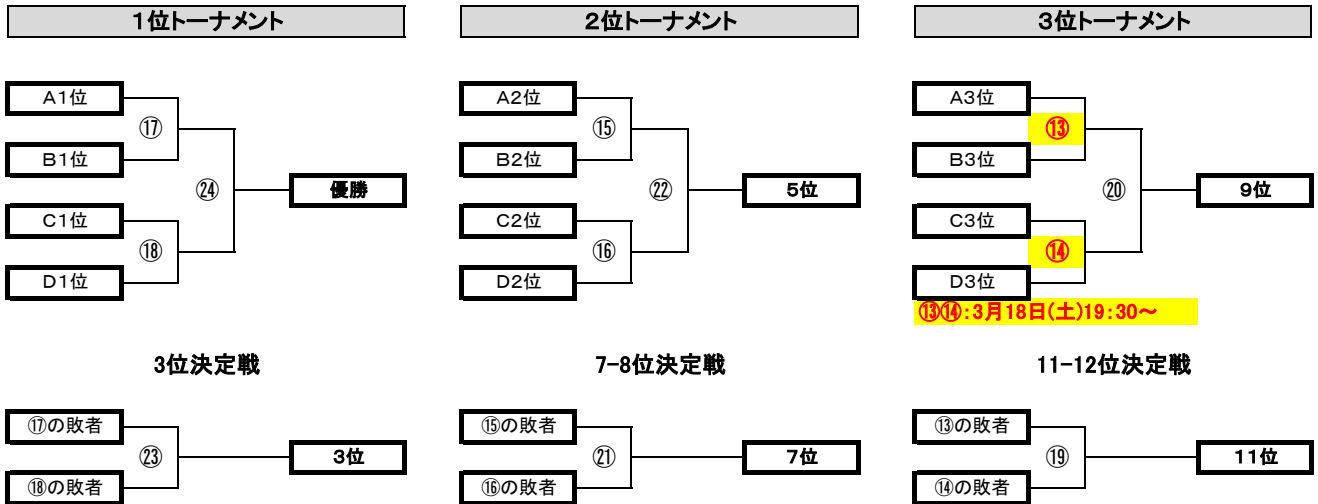 1位トーナメント
2位トーナメント
3位トーナメント
A1位
A2位
A3位
⑰
⑮
⑬
B1位
B2位
B3位
㉔
優勝
㉒
5位
⑳
9位
C1位
C2位
C3位
⑱
⑯
⑭
D1位
D2位
D3位
⑬⑭:3月18日(土)19:30~
3位決定戦
7-8位決定戦
11-12位決定戦
⑰の敗者
⑮の敗者
⑬の敗者
㉓
3位
㉑
7位
⑲
11位
⑱の敗者
⑯の敗者
⑭の敗者